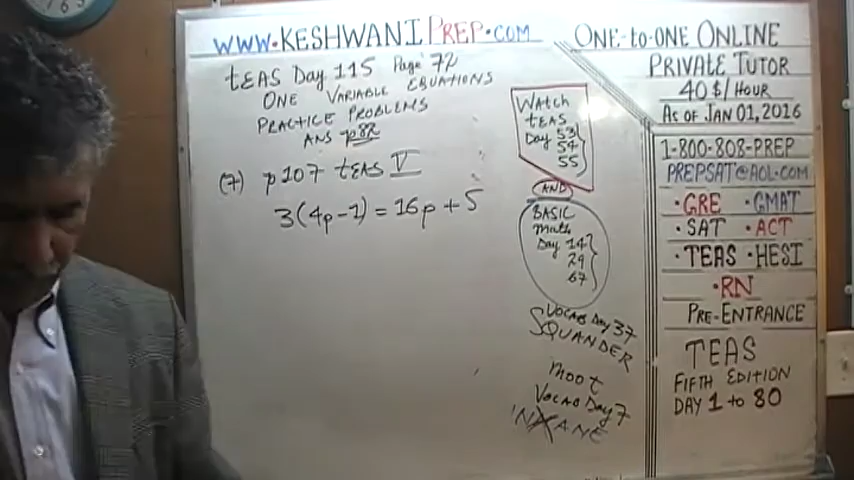 www.KESHWANIPREP.com
TEAS Day 115 Page 72
ONE VARIABLE EQUATIONS
PRACTICE PROBLEMS
ANS p82
(7) p107 TEAS V
3(4p-1)=16p+5
Watch
TEAS
Day 53
54
55
AND
BASIC
Math
Day 14
29
67
VOCAB Day 37
SQUANDER
moot
VOCAB Day 7
ONE-TO-ONE ONLINE
PRIVATE TUTOR
40$/HOUR
AS OF JAN 01,2016
1-800-808-PREP
PREPSAT@AOL.COM
•GRE •GMAT
•SAT •ACT
•TEAS •HESI
•RN
PRE-ENTRANCE
TEAS
FIFTH EDITION
DAY 1 TO 80